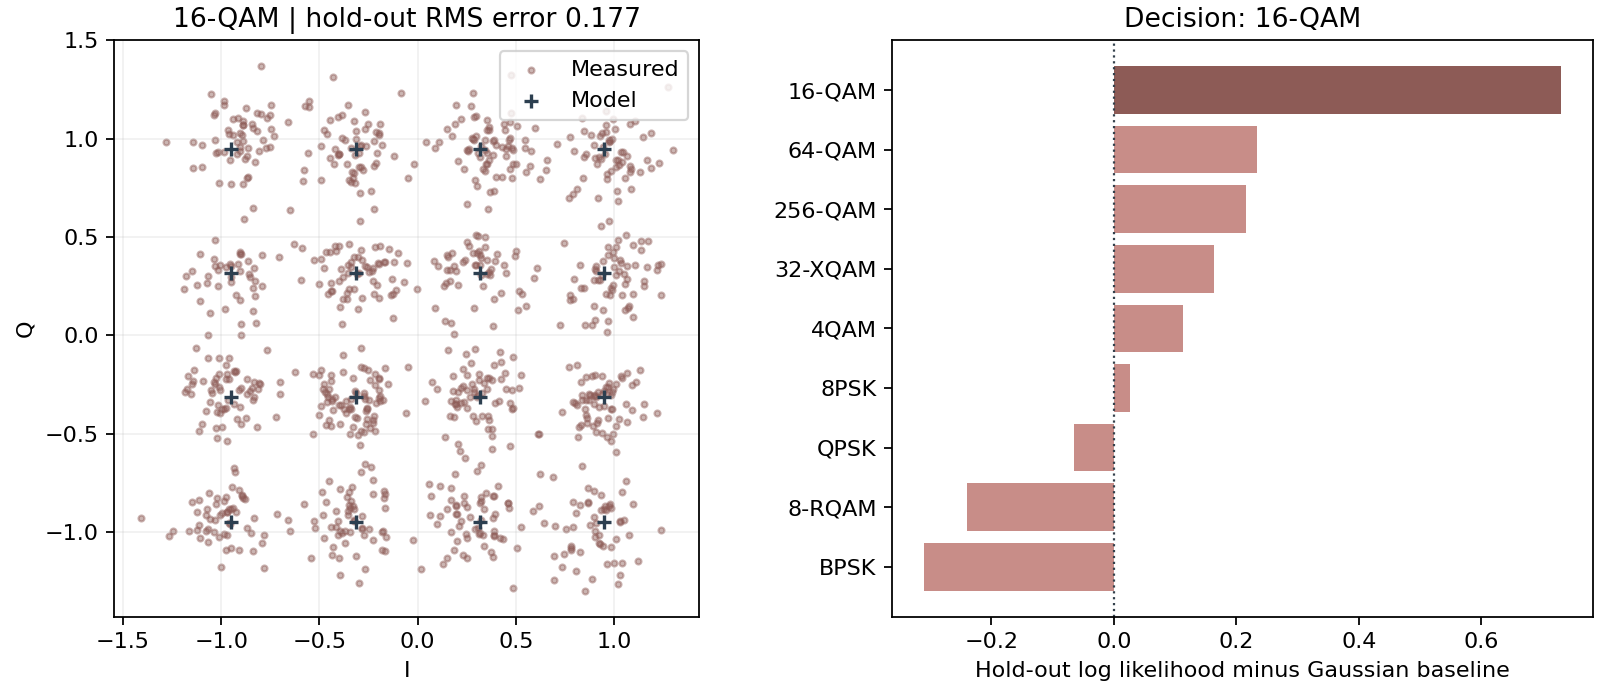 16-QAM | hold-out RMS error 0.177
Measured
Model
1.5
1.0
0.5
0.0
−0.5
−1.0
Q
−1.5
−1.0
−0.5
0.0
0.5
1.0
I
Decision: 16-QAM
16-QAM
64-QAM
256-QAM
32-XQAM
4QAM
8PSK
QPSK
8-RQAM
BPSK
−0.2
0.0
0.2
0.4
0.6
Hold-out log likelihood minus Gaussian baseline